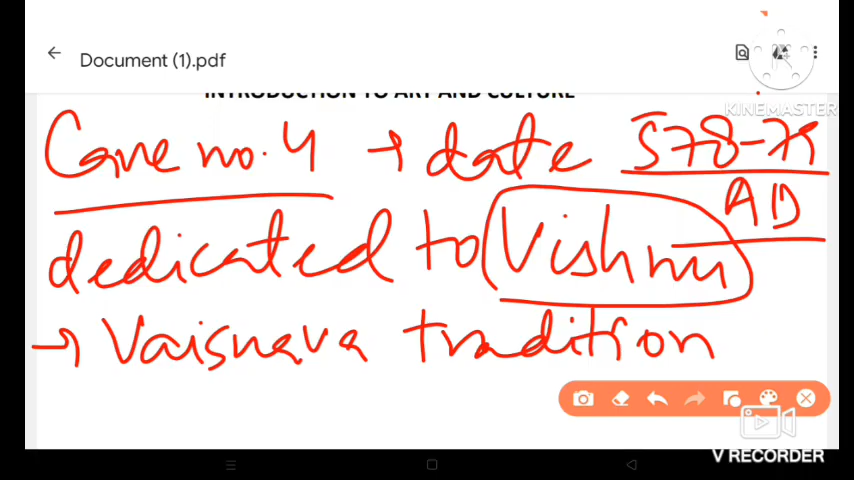 Document (1).pdf
INTRODUCTION TO ART AND CULTURE
KINEMASTER
Cave no. 4 → date 578-79
AD
dedicated to Vishnu
→ Vaisnava tradition
V RECORDER